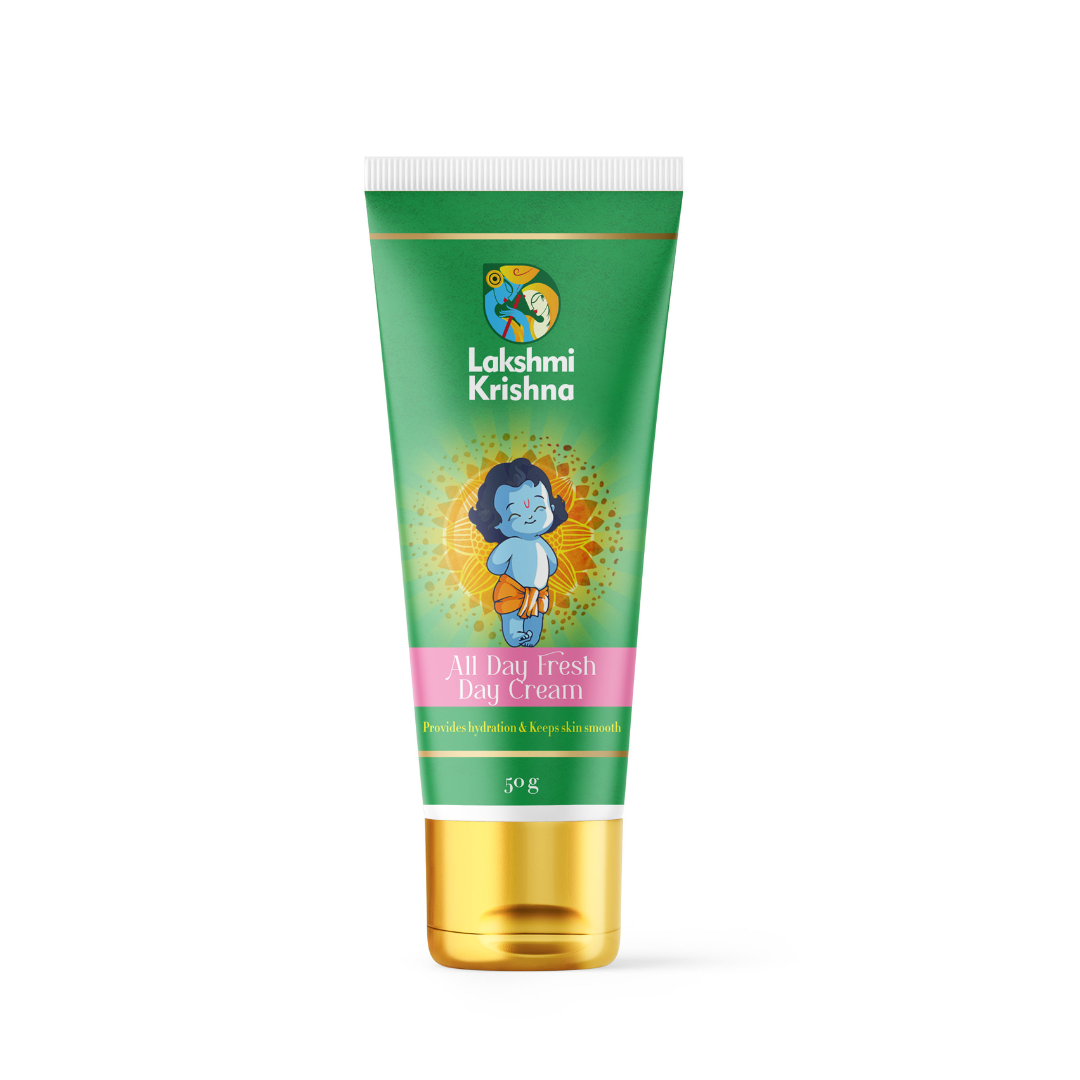 Lakshmi
Krishna
All Day Fresh
Day Cream
Provides hydration & Keeps skin smooth
50 g